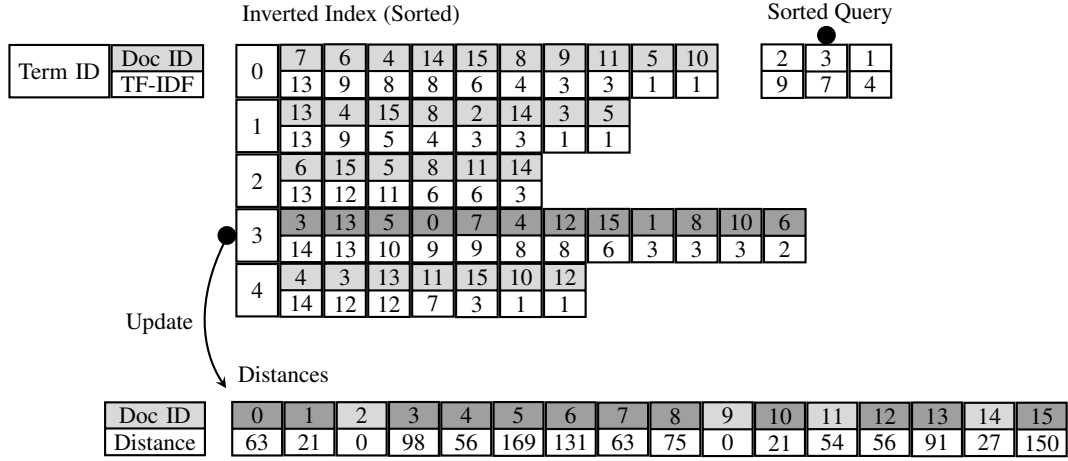 Inverted Index (Sorted) Sorted Query
Term ID Doc ID 0 7 6 4 14 15 8 9 11 5 10 2 3 1
TF-IDF 13 9 8 8 6 4 3 3 1 1 9 7 4
1 13 4 15 8 2 14 3 5
13 9 5 4 3 3 1 1
2 6 15 5 8 11 14
13 12 11 6 6 3
3 3 13 5 0 7 4 12 15 1 8 10 6
14 13 10 9 9 8 8 6 3 3 3 2
4 4 3 13 11 15 10 12
14 12 12 7 3 1 1
Update
Distances
Doc ID 0 1 2 3 4 5 6 7 8 9 10 11 12 13 14 15
Distance 63 21 0 98 56 169 131 63 75 0 21 54 56 91 27 150